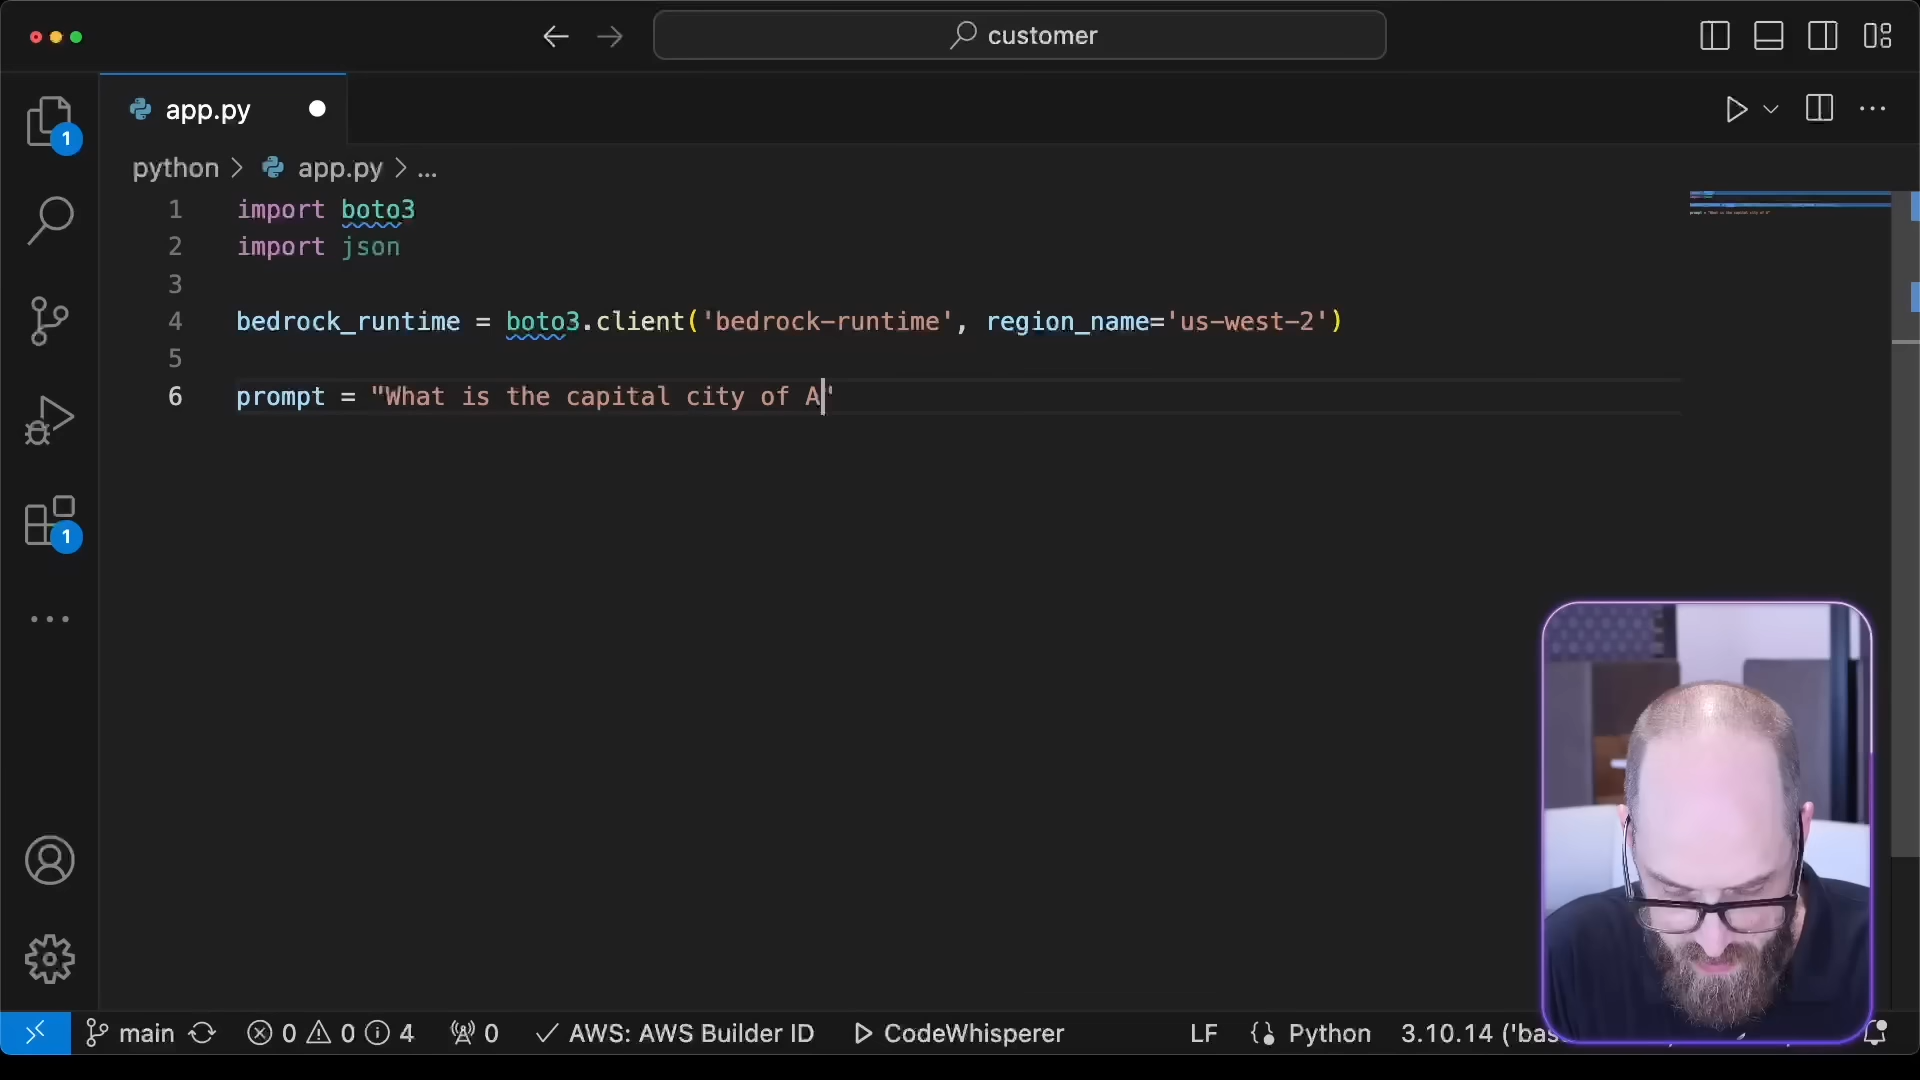 customer
app.py
1
python > app.py > ...
1 import boto3
2 import json
3
4 bedrock_runtime = boto3.client('bedrock-runtime', region_name='us-west-2')
5
6 prompt = "What is the capital city of A"
1
main 0 0 4 0 AWS: AWS Builder ID CodeWhisperer LF Python 3.10.14 ('bas